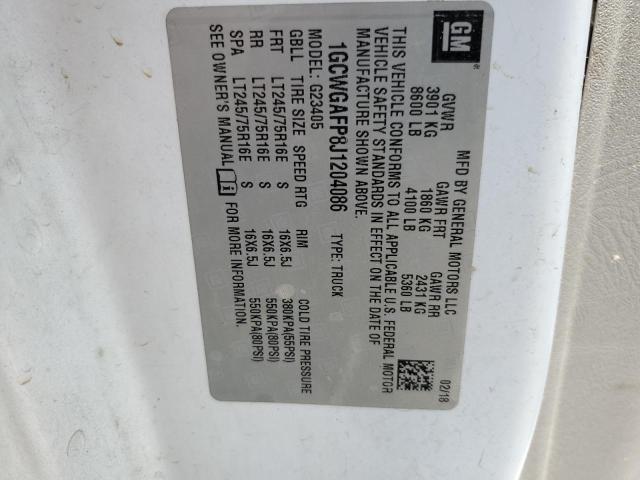 GM
MFD BY GENERAL MOTORS LLC
02/18
GVWR GAWR FRT GAWR RR
3901 KG 1860 KG 2431 KG
8600 LB 4100 LB 5360 LB
THIS VEHICLE CONFORMS TO ALL APPLICABLE U.S. FEDERAL MOTOR
VEHICLE SAFETY STANDARDS IN EFFECT ON THE DATE OF
MANUFACTURE SHOWN ABOVE.
1GCWGAFP8J1204086 TYPE: TRUCK
MODEL: G23405
GBLL TIRE SIZE SPEED RTG RIM COLD TIRE PRESSURE
FRT LT245/75R16E S 16X6.5J 380KPA(55PSI)
RR LT245/75R16E S 16X6.5J 550KPA(80PSI)
SPA LT245/75R16E S 16X6.5J 550KPA(80PSI)
SEE OWNER'S MANUAL FOR MORE INFORMATION.